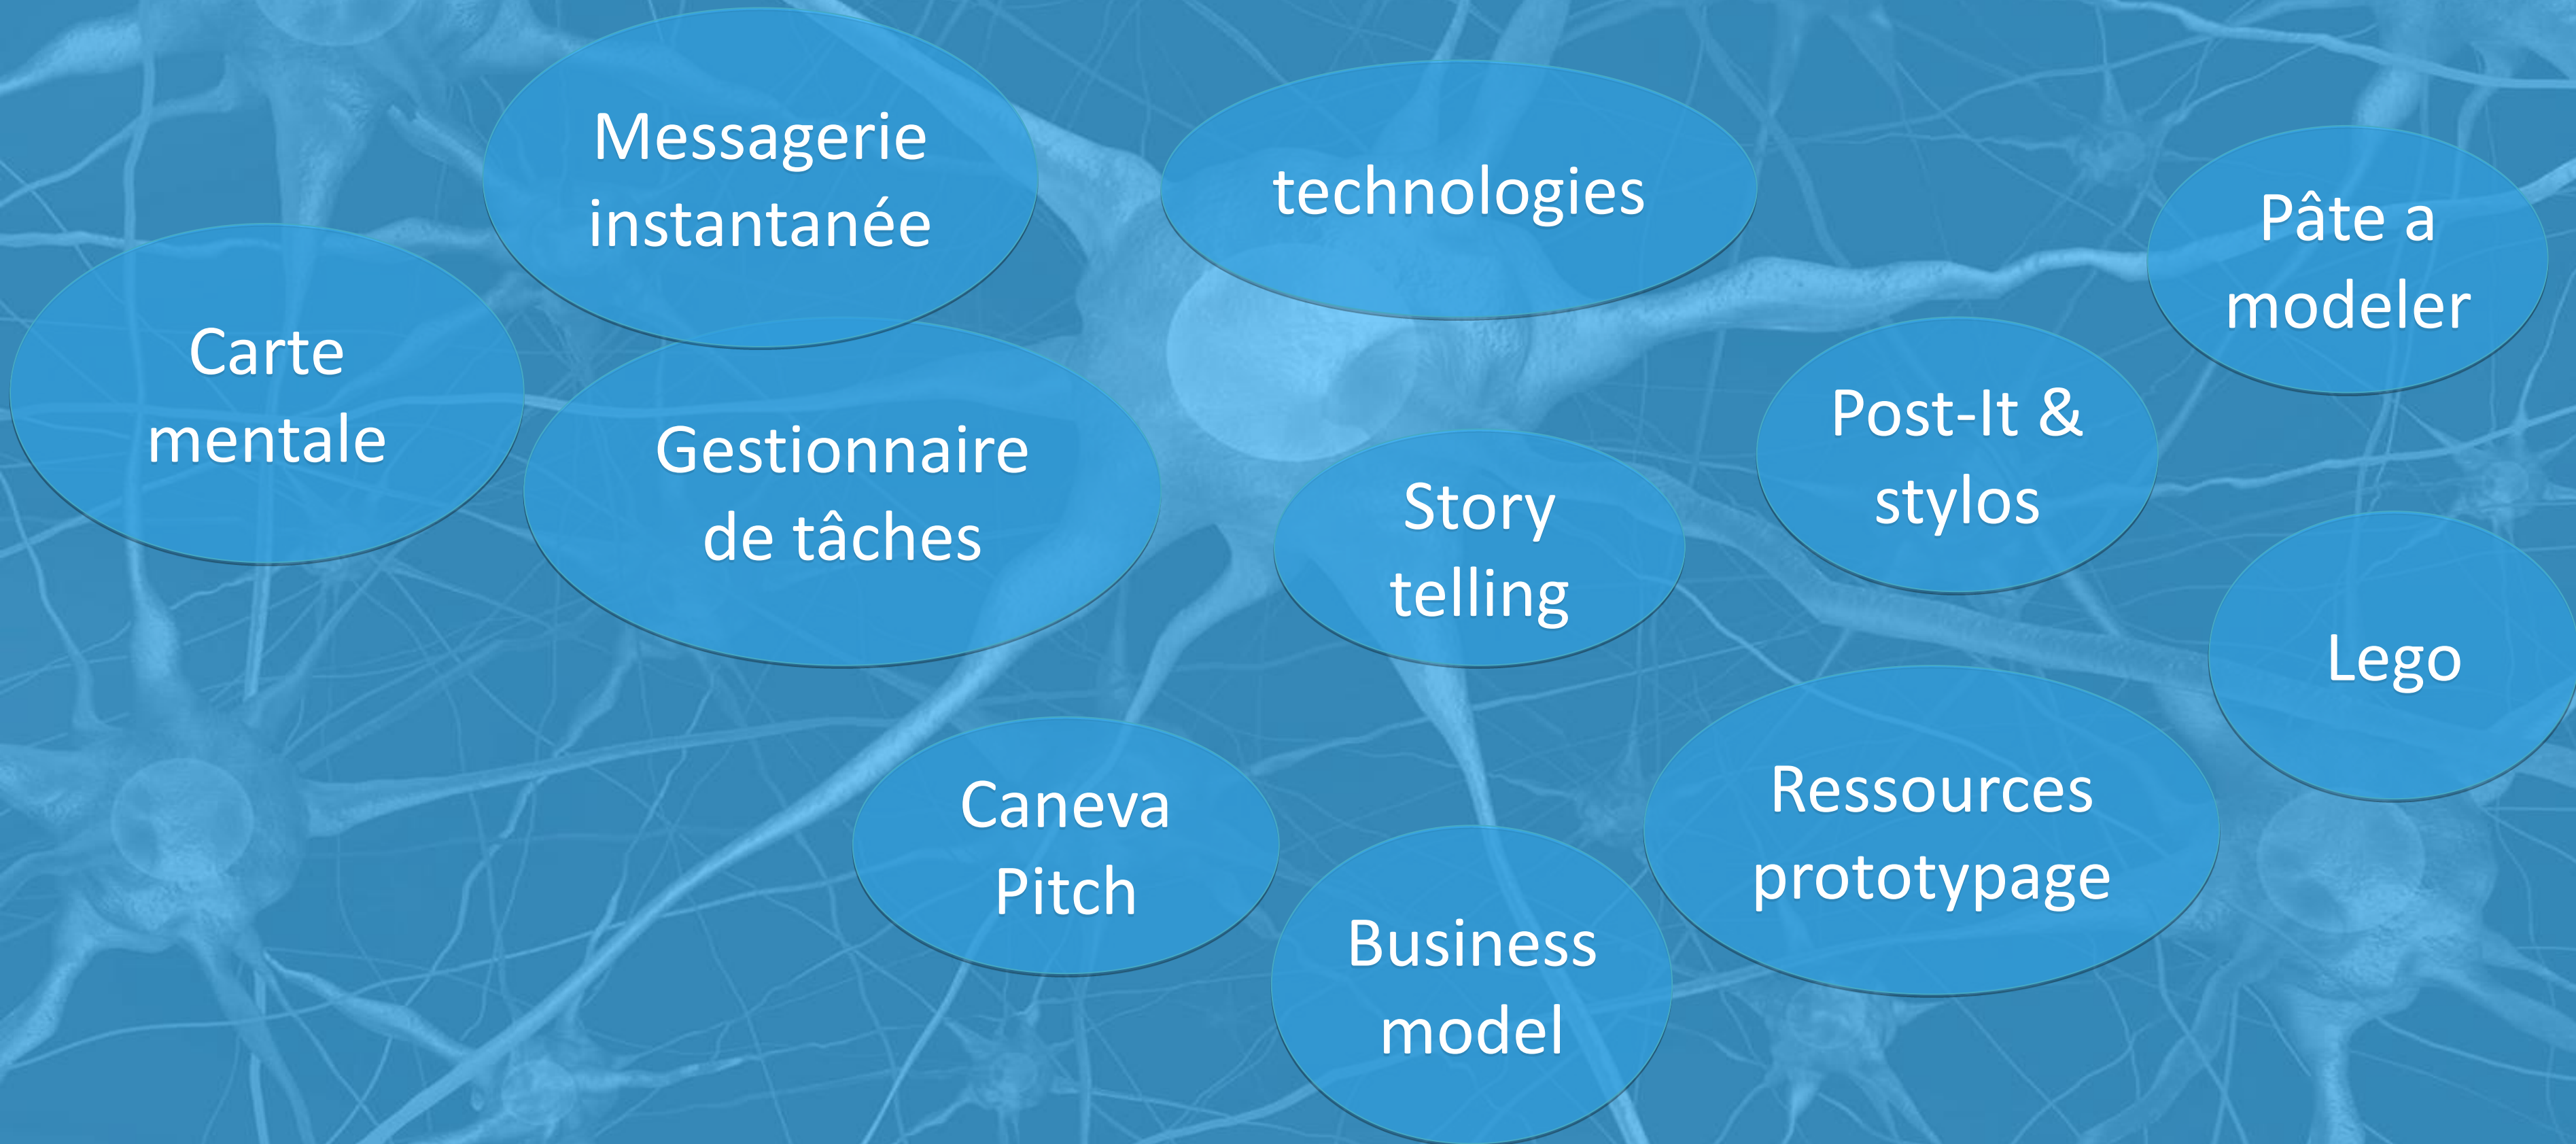 Messagerie
instantanée
technologies
Pâte a
modeler
Carte
mentale
Gestionnaire
de tâches
Post-It &
stylos
Story
telling
Lego
Caneva
Pitch
Ressources
prototypage
Business
model